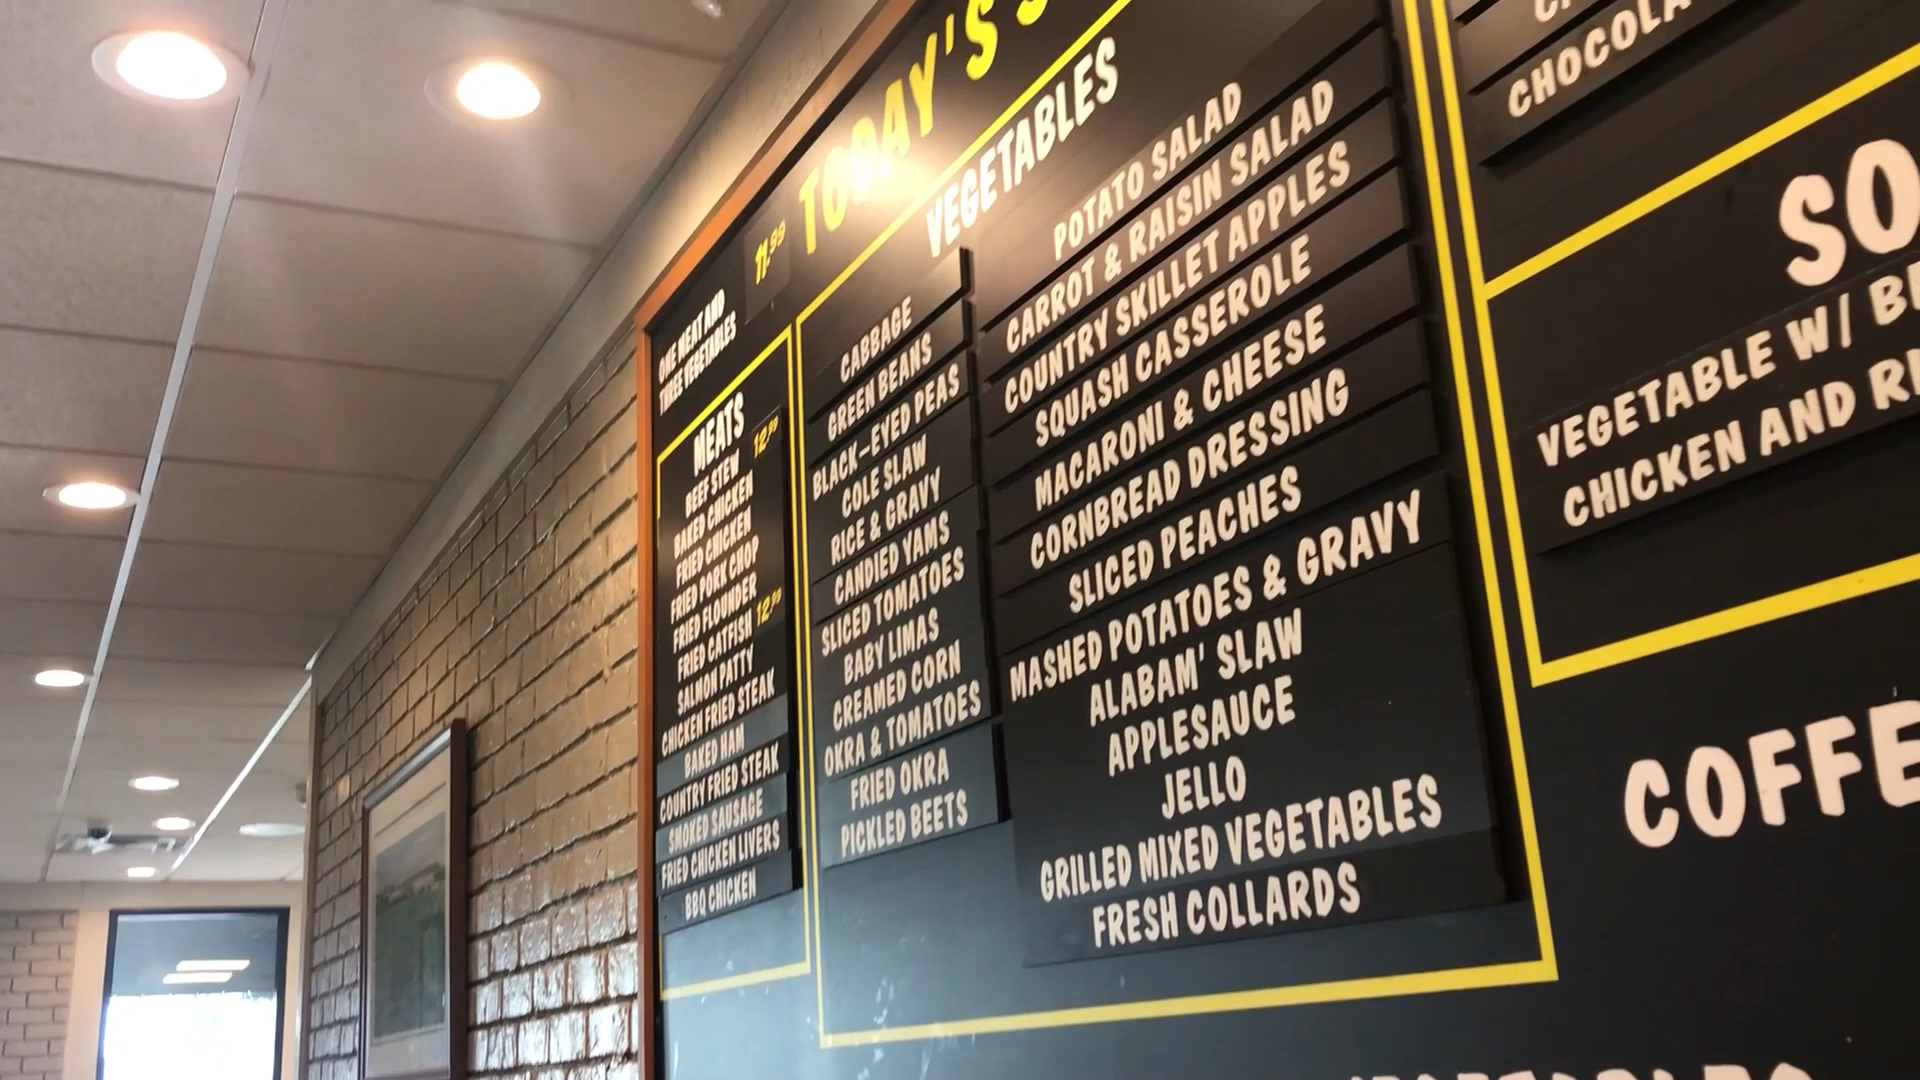 TODAY'S
ONE MEAT AND
THREE VEGETABLES
11.99
MEATS
BEEF STEW 12.99
BAKED CHICKEN
FRIED CHICKEN
FRIED PORK CHOP
FRIED FLOUNDER
FRIED CATFISH 12.99
SALMON PATTY
CHICKEN FRIED STEAK
BAKED HAM
COUNTRY FRIED STEAK
SMOKED SAUSAGE
FRIED CHICKEN LIVERS
BBQ CHICKEN
VEGETABLES
CABBAGE
GREEN BEANS
BLACK-EYED PEAS
COLE SLAW
RICE & GRAVY
CANDIED YAMS
SLICED TOMATOES
BABY LIMAS
CREAMED CORN
OKRA & TOMATOES
FRIED OKRA
PICKLED BEETS
POTATO SALAD
CARROT & RAISIN SALAD
COUNTRY SKILLET APPLES
SQUASH CASSEROLE
MACARONI & CHEESE
CORNBREAD DRESSING
SLICED PEACHES
MASHED POTATOES & GRAVY
ALABAM' SLAW
APPLESAUCE
JELLO
GRILLED MIXED VEGETABLES
FRESH COLLARDS
CHOCOLA
SO
VEGETABLE W/ BE
CHICKEN AND RI
COFFE